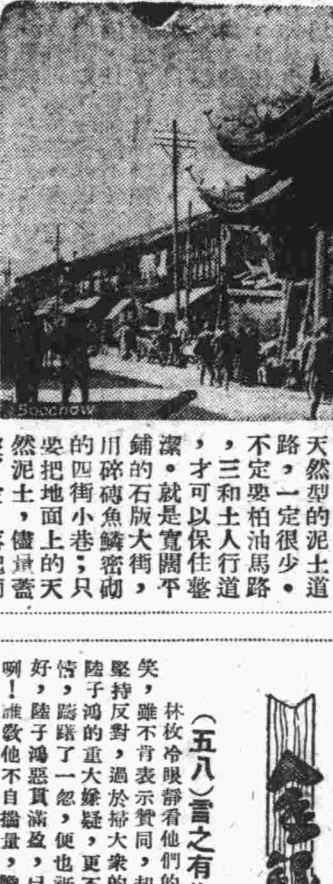 Soochow
天然型的泥土道
路,一定很少。
不定要柏油馬路
,三和土人行道
,才可以保住整
潔。就是寬闊平
鋪的石版大街,
用碎磚魚鱗密砌
的四街小巷;只
要把地面上的天
然泥土,儘量蓋
(五八)言之有
林枚冷眼靜看他們的
笑,雖不肯表示贊同,却
堅持反對,過於掃大衆的
陸子鴻的重大嫌疑,更不
情,躊躇了一忽,便也
好,陸子鴻惡貫滿盈,
咧!誰敎他不自揣量,